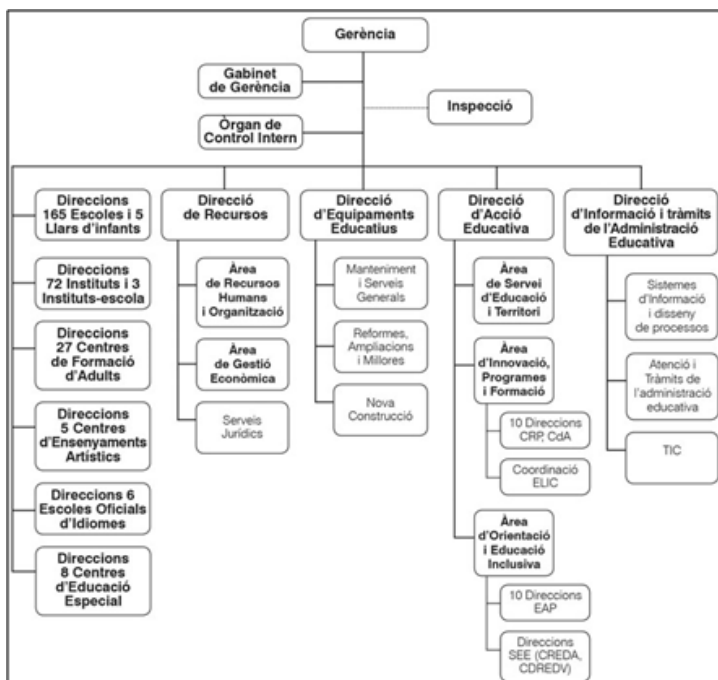 Gerència
Gabinet
de Gerència
Inspecció
Òrgan de
Control Intern
Direccions
165 Escoles i 5
Llars d'infants
Direccions
72 Instituts i 3
Instituts-escola
Direccions
27 Centres
de Formació
d'Adults
Direccions
5 Centres
d'Ensenyaments
Artístics
Direccions 6
Escoles Oficials
d'Idiomes
Direccions
8 Centres
d'Educació
Especial
Direcció
de Recursos
Àrea
de Recursos
Humans
i Organització
Àrea
de Gestió
Econòmica
Serveis
Jurídics
Direcció
d'Equipaments
Educatius
Manteniment
i Serveis
Generals
Reformes,
Ampliacions
i Millores
Nova
Construcció
Direcció
d'Acció
Educativa
Àrea
de Servei
d'Educació
i Territori
Àrea
d'Innovació,
Programes
i Formació
10 Direccions
CRP, CdA
Coordinació
ELIC
Àrea
d'Orientació
i Educació
Inclusiva
10 Direccions
EAP
Direccions
SEE (CREDA,
CDREDV)
Direcció
d'Informació i tràmits
de l'Administració
Educativa
Sistemes
d'Informació
i disseny
de processos
Atenció i
Tràmits de
l'administració
educativa
TIC